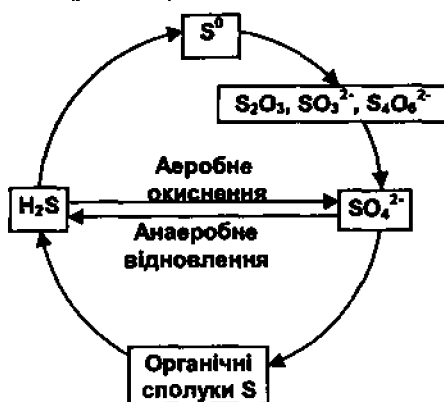 S⁰
S₂O₃, SO₃²⁻, S₄O₆²⁻
Аеробне
окиснення
H₂S
SO₄²⁻
Анаеробне
відновлення
Органічні
сполуки S